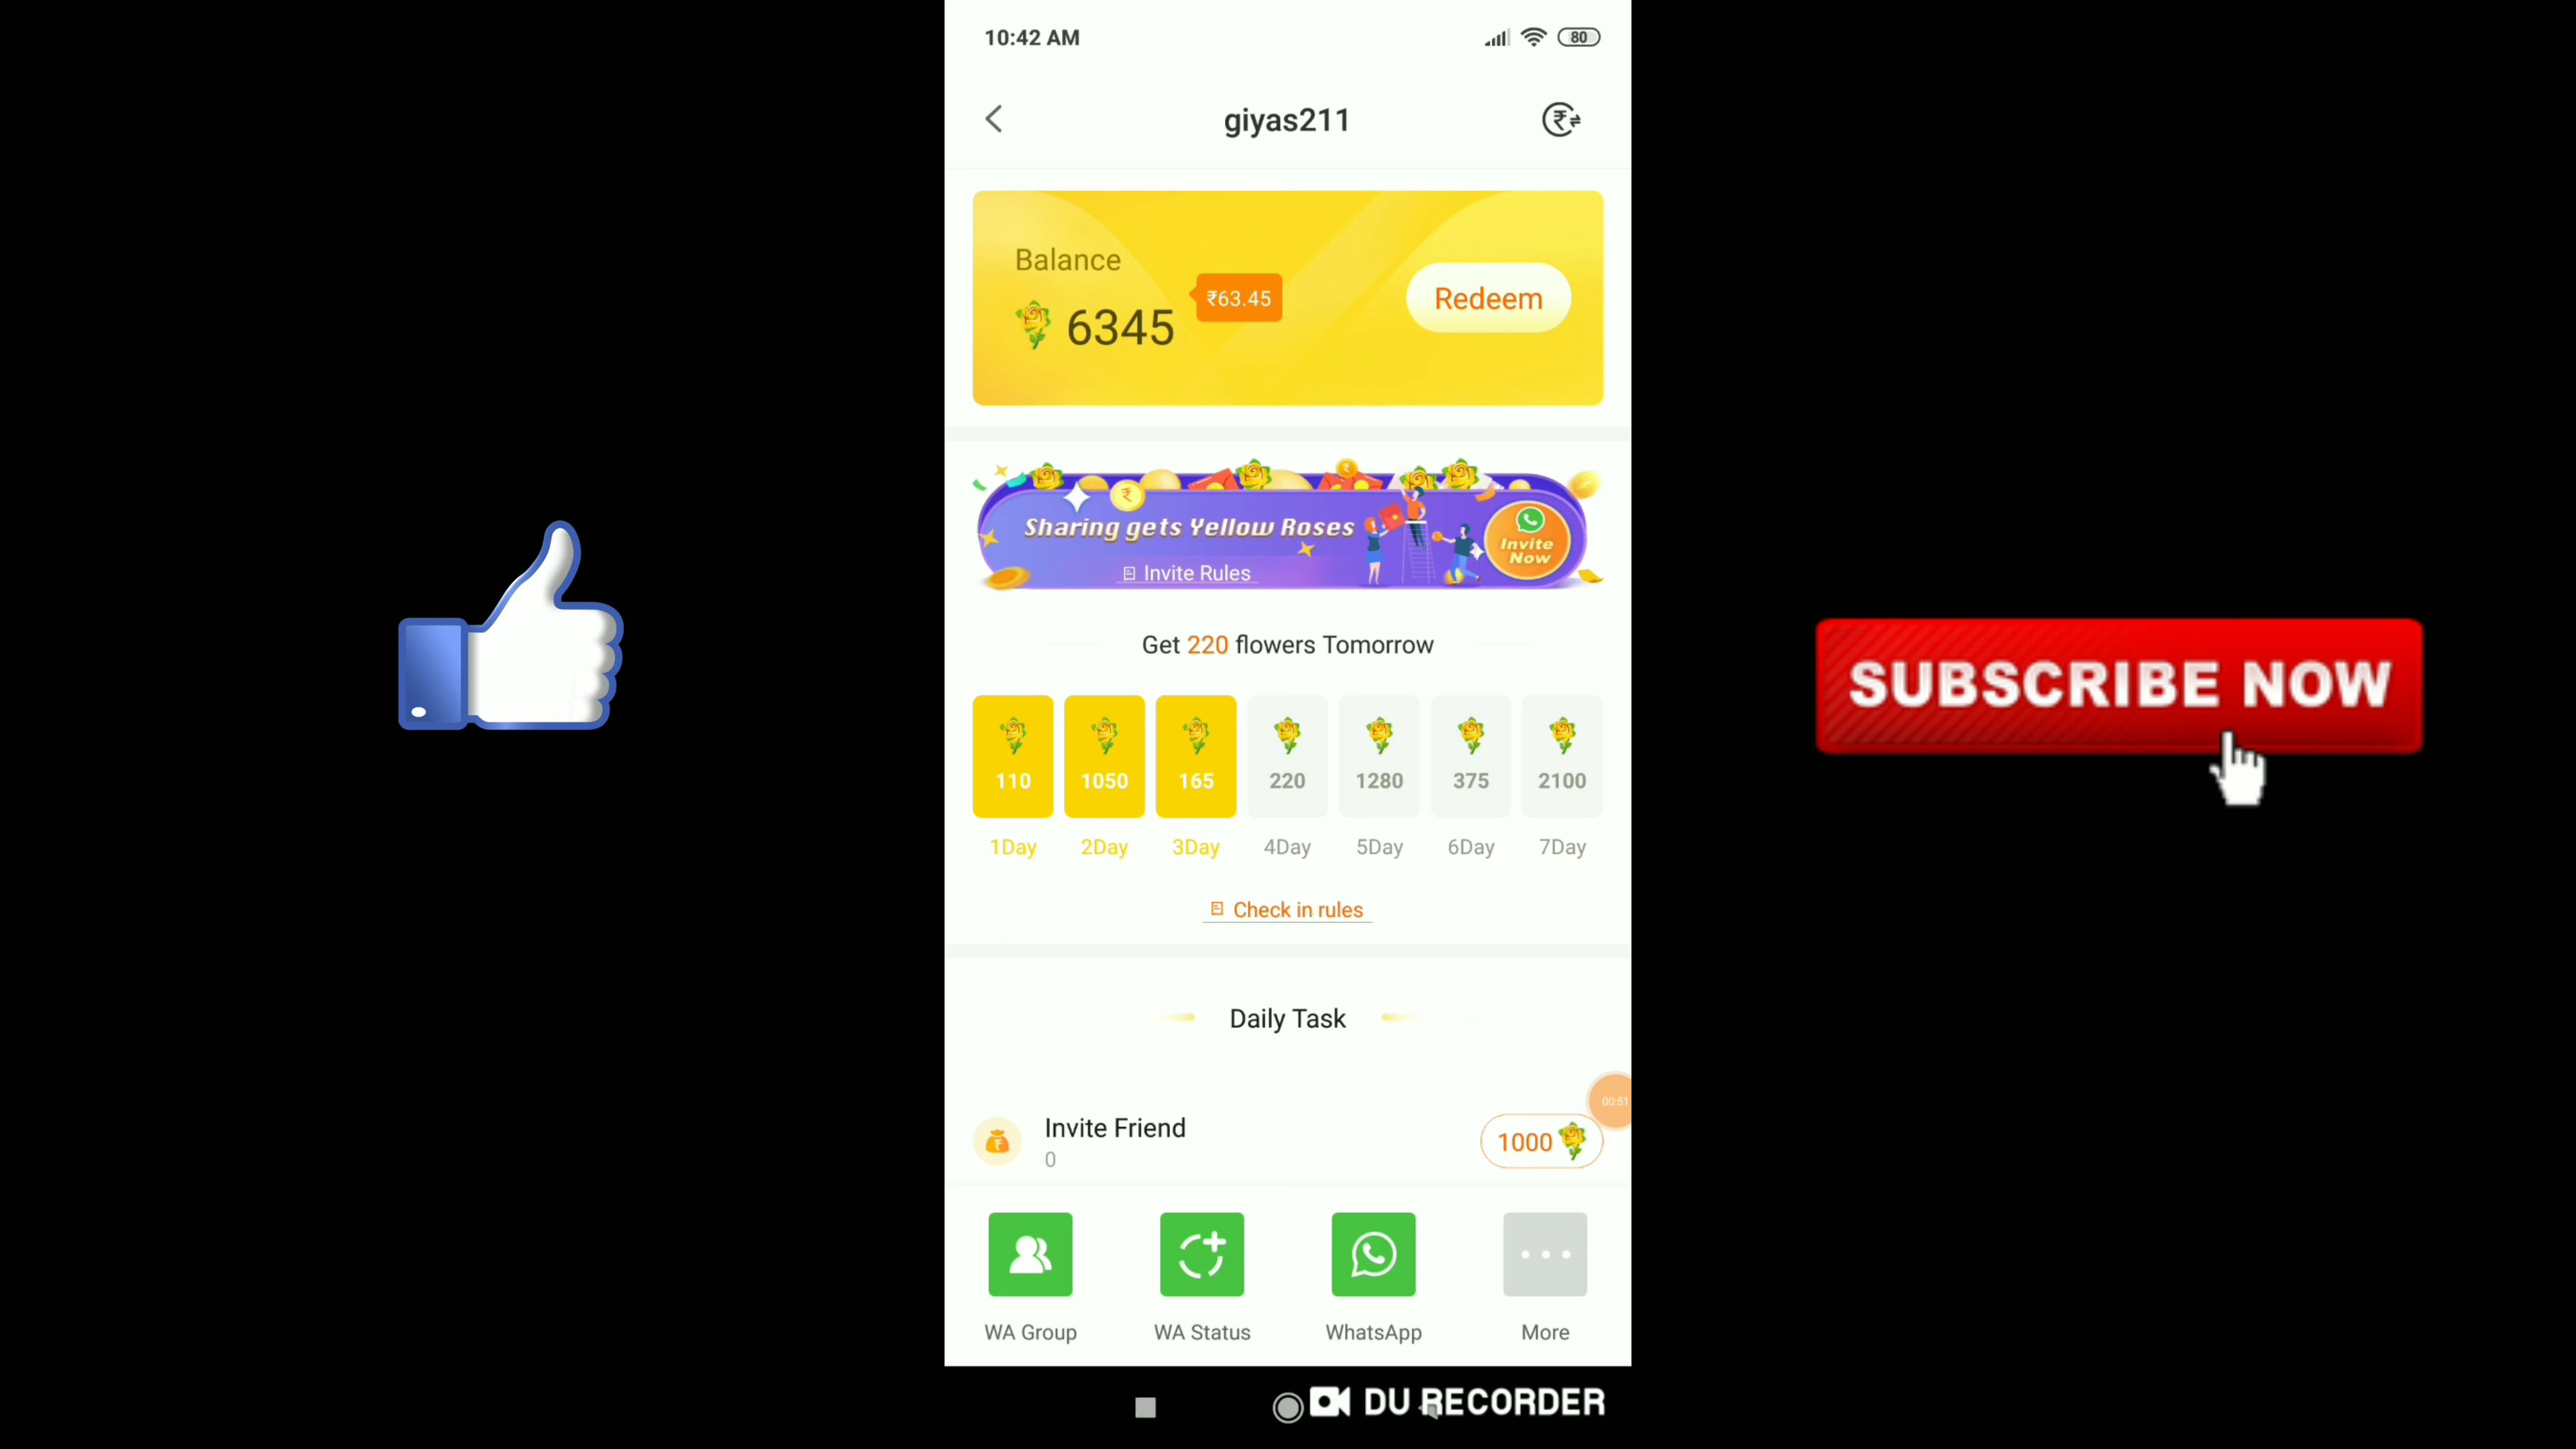 10:42 AM
80
giyas211
Balance
6345
₹63.45
Redeem
Sharing gets Yellow Roses
Invite Rules
Invite
Now
Get 220 flowers Tomorrow
110 1050 165 220 1280 375 2100
1Day 2Day 3Day 4Day 5Day 6Day 7Day
Check in rules
Daily Task
00:51
Invite Friend
0
1000
WA Group WA Status WhatsApp More
DU RECORDER
SUBSCRIBE NOW